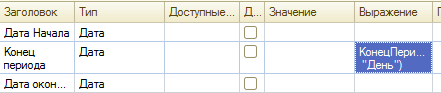 Заголовок Тип Доступные... Д... Значение Выражение
Дата Начала Дата
Конец Дата КонецПери...
периода "День")
Дата окон... Дата